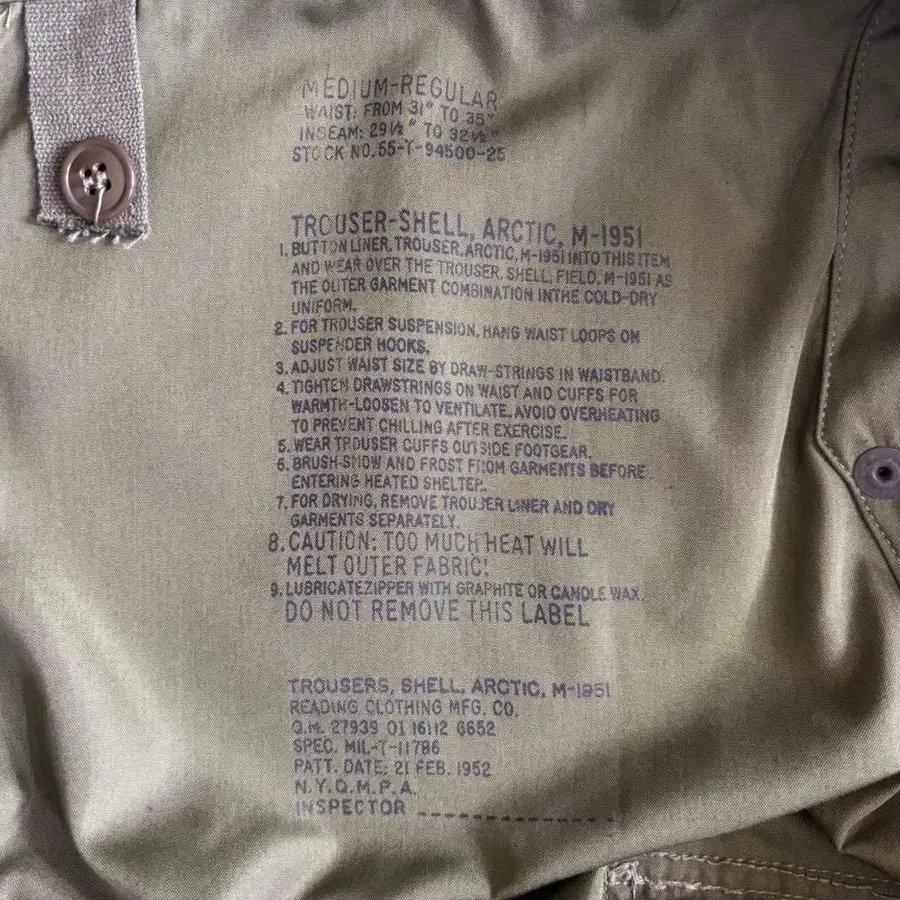 MEDIUM-REGULAR
WAIST: FROM 31" TO 35"
INSEAM: 29½" TO 32½"
STOCK NO. 55-T-94500-25
TROUSER-SHELL, ARCTIC, M-1951
1. BUTTON LINER, TROUSER, ARCTIC, M-1951 INTO THIS ITEM
AND WEAR OVER THE TROUSER, SHELL, FIELD, M-1951 AS
THE OUTER GARMENT COMBINATION INTHE COLD-DRY
UNIFORM.
2. FOR TROUSER SUSPENSION, HANG WAIST LOOPS ON
SUSPENDER HOOKS.
3. ADJUST WAIST SIZE BY DRAW-STRINGS IN WAISTBAND.
4. TIGHTEN DRAWSTRINGS ON WAIST AND CUFFS FOR
WARMTH-LOOSEN TO VENTILATE. AVOID OVERHEATING
TO PREVENT CHILLING AFTER EXERCISE.
5. WEAR TROUSER CUFFS OUTSIDE FOOTGEAR.
6. BRUSH SNOW AND FROST FROM GARMENTS BEFORE
ENTERING HEATED SHELTER.
7. FOR DRYING, REMOVE TROUSER LINER AND DRY
GARMENTS SEPARATELY.
8. CAUTION: TOO MUCH HEAT WILL
MELT OUTER FABRIC!
9. LUBRICATE ZIPPER WITH GRAPHITE OR CANDLE WAX.
DO NOT REMOVE THIS LABEL
TROUSERS, SHELL, ARCTIC, M-1951
READING CLOTHING MFG. CO.
Q.M. 27939 OI 16112 G652
SPEC. MIL-T-11786
PATT. DATE: 21 FEB. 1952
N.Y.Q.M.P.A.
INSPECTOR